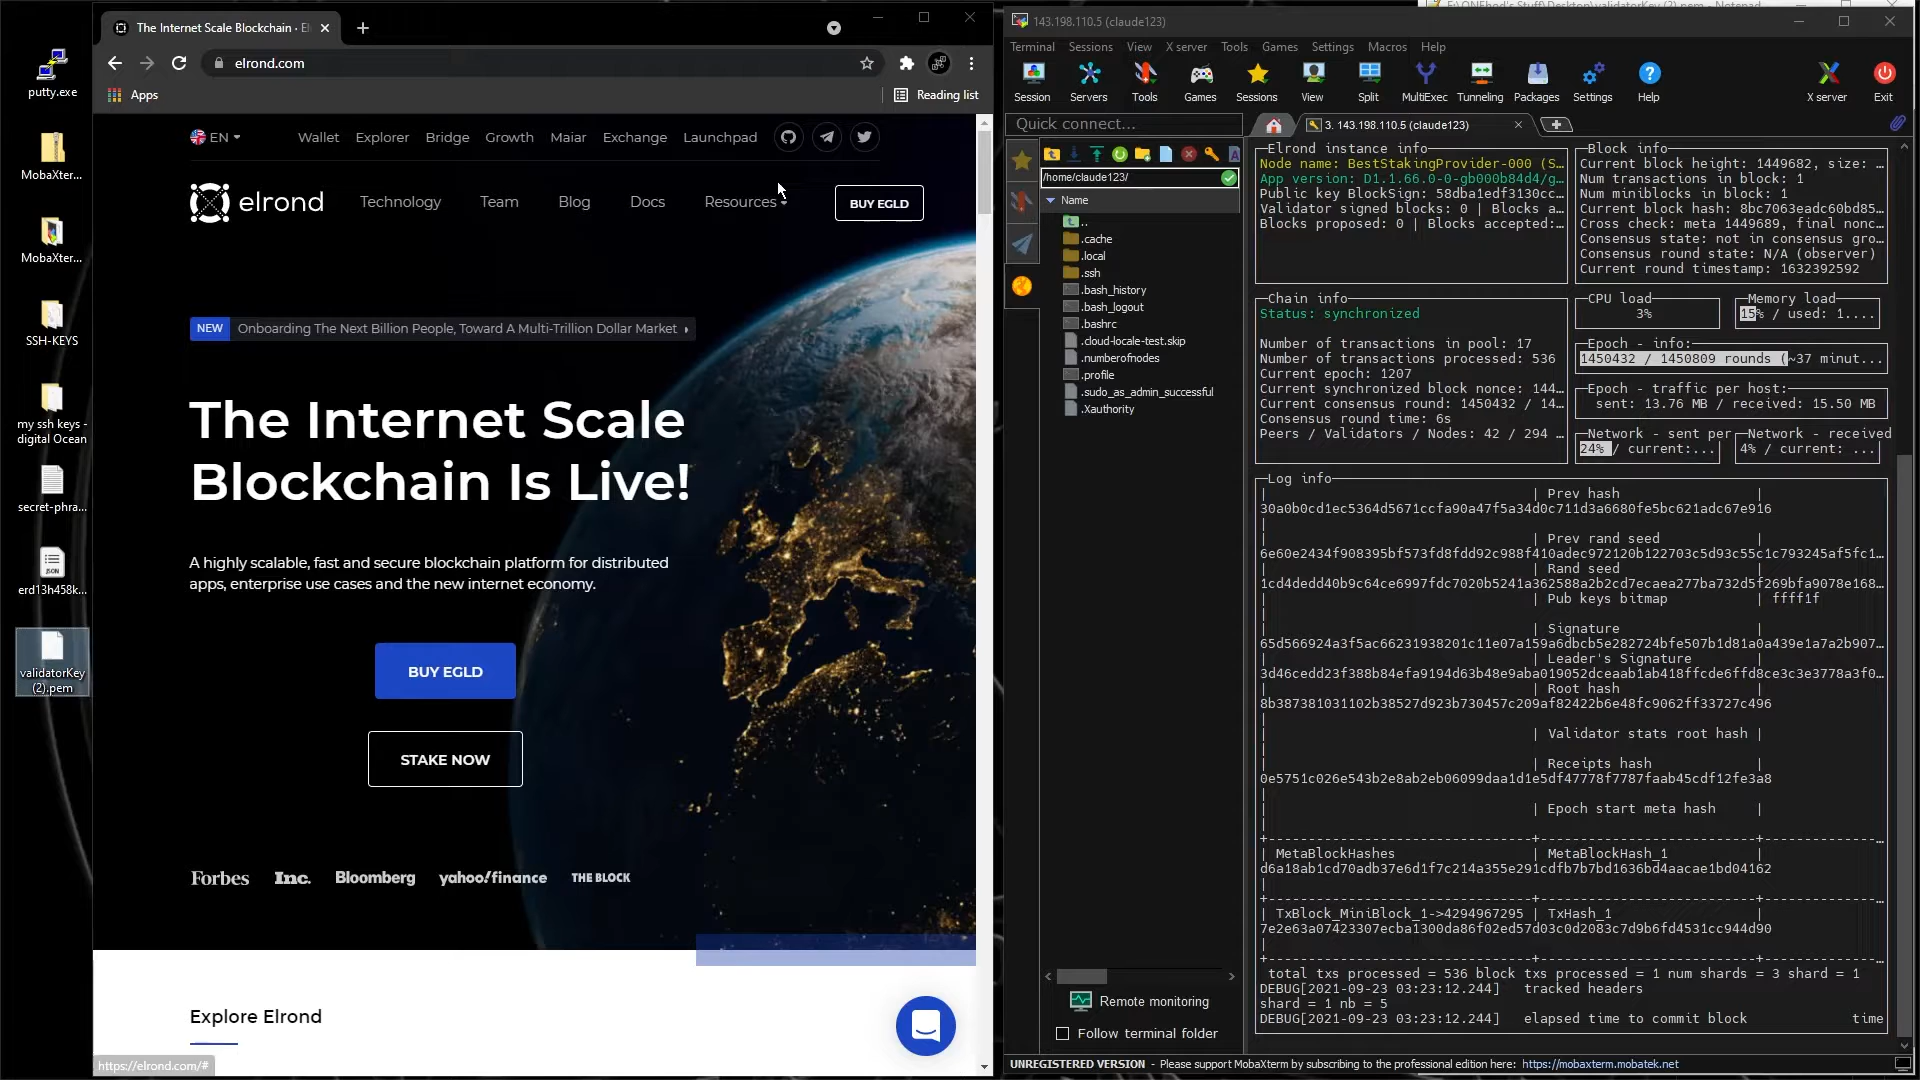 putty.exe
MobaXter...
MobaXter...
SSH-KEYS
my ssh keys -
digital Ocean
secret-phra...
JSON
erd13h458k...
validatorKey
(2).pem
The Internet Scale Blockchain · El
elrond.com
Apps
Reading list
EN
Wallet
Explorer
Bridge
Growth
Maiar
Exchange
Launchpad
elrond
Technology
Team
Blog
Docs
Resources
BUY EGLD
NEW
Onboarding The Next Billion People, Toward A Multi-Trillion Dollar Market
The Internet Scale
Blockchain Is Live!
A highly scalable, fast and secure blockchain platform for distributed
apps, enterprise use cases and the new internet economy.
BUY EGLD
STAKE NOW
Forbes
Inc.
Bloomberg
yahoo!finance
THE BLOCK
Explore Elrond
https://elrond.com/#
143.198.110.5 (claude123)
Terminal Sessions View X server Tools Games Settings Macros Help
Session Servers Tools Games Sessions View Split MultiExec Tunneling Packages Settings Help
X server Exit
Quick connect...
3. 143.198.110.5 (claude123)
/home/claude123/
Name
..
.cache
.local
.ssh
.bash_history
.bash_logout
.bashrc
.cloud-locale-test.skip
.numberofnodes
.profile
.sudo_as_admin_successful
.Xauthority
Remote monitoring
Follow terminal folder
Elrond instance info
Node name: BestStakingProvider-000 (S...
App version: D1.1.66.0-0-gb000b84d4/g...
Public key BlockSign: 58dba1edf3130cc...
Validator signed blocks: 0 | Blocks a...
Blocks proposed: 0 | Blocks accepted:...
Block info
Current block height: 1449682, size: ...
Num transactions in block: 1
Num miniblocks in block: 1
Current block hash: 8bc7063eadc60bd85...
Cross check: meta 1449689, final nonc...
Consensus state: not in consensus gro...
Consensus round state: N/A (observer)
Current round timestamp: 1632392592
Chain info
Status: synchronized
Number of transactions in pool: 17
Number of transactions processed: 536
Current epoch: 1207
Current synchronized block nonce: 144...
Current consensus round: 1450432 / 14...
Consensus round time: 6s
Peers / Validators / Nodes: 42 / 294 ...
CPU load
3%
Memory load
15% / used: 1....
Epoch - info:
1450432 / 1450809 rounds (~37 minut...
Epoch - traffic per host:
sent: 13.76 MB / received: 15.50 MB
Network - sent per
24% / current:...
Network - received
4% / current: ...
Log info
| | Prev hash |
30a0b0cd1ec5364d5671ccfa90a47f5a34d0c711d3a6680fe5bc621adc67e916
|
| | Prev rand seed |
6e60e2434f908395bf573fd8fdd92c988f410adec972120b122703c5d93c55c1c793245af5fc1...
| | Rand seed |
1cd4dedd40b9c64ce6997fdc7020b5241a362588a2b2cd7ecaea277ba732d5f269bfa9078e168...
| | Pub keys bitmap | ffff1f
|
| | Signature |
65d566924a3f5ac66231938201c11e07a159a6dbcb5e282724bfe507b1d81a0a439e1a7a2b907...
| | Leader's Signature |
3d46cedd23f388b84efa9194d63b48e9aba019052dceaab1ab418ffcde6ffd8ce3c3e3778a3f0...
| | Root hash |
8b387381031102b38527d923b730457c209af82422b6e48fc9062ff33727c496
|
| | Validator stats root hash |
|
| | Receipts hash |
0e5751c026e543b2e8ab2eb06099daa1d1e5df47778f7787faab45cdf12fe3a8
|
| | Epoch start meta hash |
|
| MetaBlockHashes | MetaBlockHash_1 |
d6a18ab1cd70adb37e6d1f7c214a355e291cdfb7b7bd1636bd4aacae1bd04162
|
| TxBlock_MiniBlock_1->4294967295 | TxHash_1 |
7e2e63a07423307ecba1300da86f02ed57d03c0d2083c7d9b6fd4531cc944d90
|
total txs processed = 536 block txs processed = 1 num shards = 3 shard = 1
DEBUG[2021-09-23 03:23:12.244] tracked headers
shard = 1 nb = 5
DEBUG[2021-09-23 03:23:12.244] elapsed time to commit block time
UNREGISTERED VERSION - Please support MobaXterm by subscribing to the professional edition here: https://mobaxterm.mobatek.net